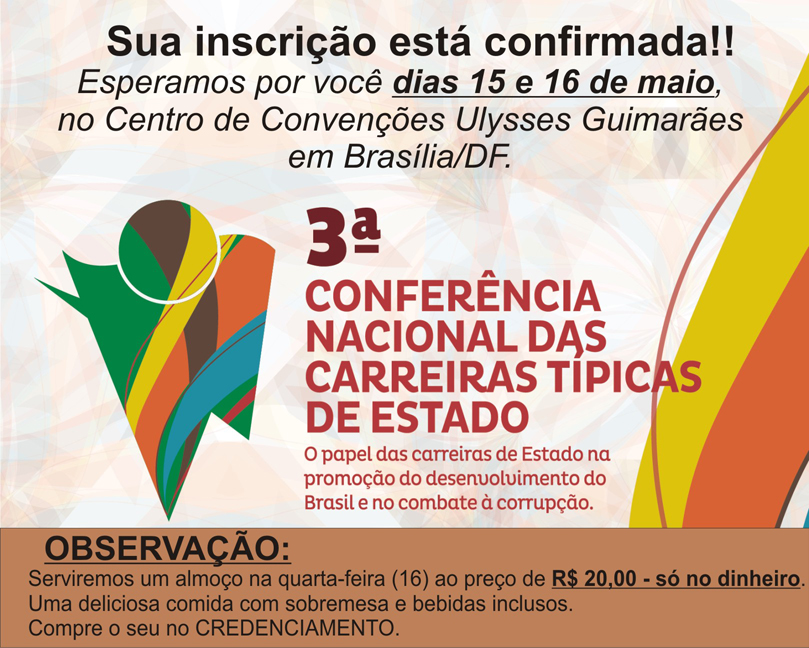 Sua inscrição está confirmada!!
Esperamos por você dias 15 e 16 de maio,
no Centro de Convenções Ulysses Guimarães
em Brasília/DF.
3ª
CONFERÊNCIA
NACIONAL DAS
CARREIRAS TÍPICAS
DE ESTADO
O papel das carreiras de Estado na
promoção do desenvolvimento do
Brasil e no combate à corrupção.
OBSERVAÇÃO:
Serviremos um almoço na quarta-feira (16) ao preço de R$ 20,00 - só no dinheiro.
Uma deliciosa comida com sobremesa e bebidas inclusos.
Compre o seu no CREDENCIAMENTO.